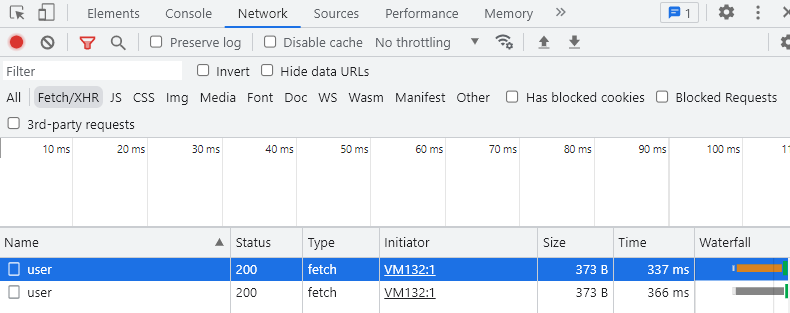 Elements Console Network Sources Performance Memory 1
Preserve log Disable cache No throttling
Filter Invert Hide data URLs
All Fetch/XHR JS CSS Img Media Font Doc WS Wasm Manifest Other Has blocked cookies Blocked Requests
3rd-party requests
10 ms 20 ms 30 ms 40 ms 50 ms 60 ms 70 ms 80 ms 90 ms 100 ms 11
Name Status Type Initiator Size Time Waterfall
user 200 fetch VM132:1 373 B 337 ms
user 200 fetch VM132:1 373 B 366 ms